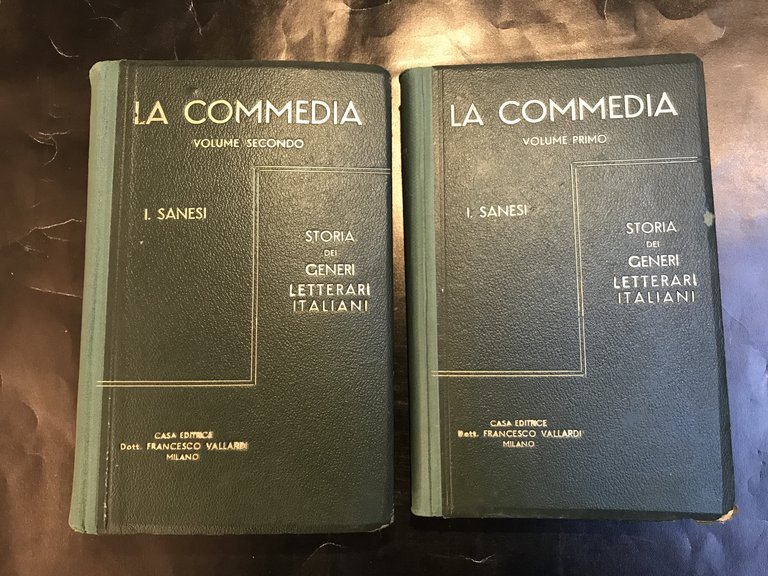 LA COMMEDIA
VOLUME SECONDO
I. SANESI
STORIA
DEI
GENERI
LETTERARI
ITALIANI
CASA EDITRICE
Dott. FRANCESCO VALLARDI
MILANO
LA COMMEDIA
VOLUME PRIMO
I. SANESI
STORIA
DEI
GENERI
LETTERARI
ITALIANI
CASA EDITRICE
Dott. FRANCESCO VALLARDI
MILANO